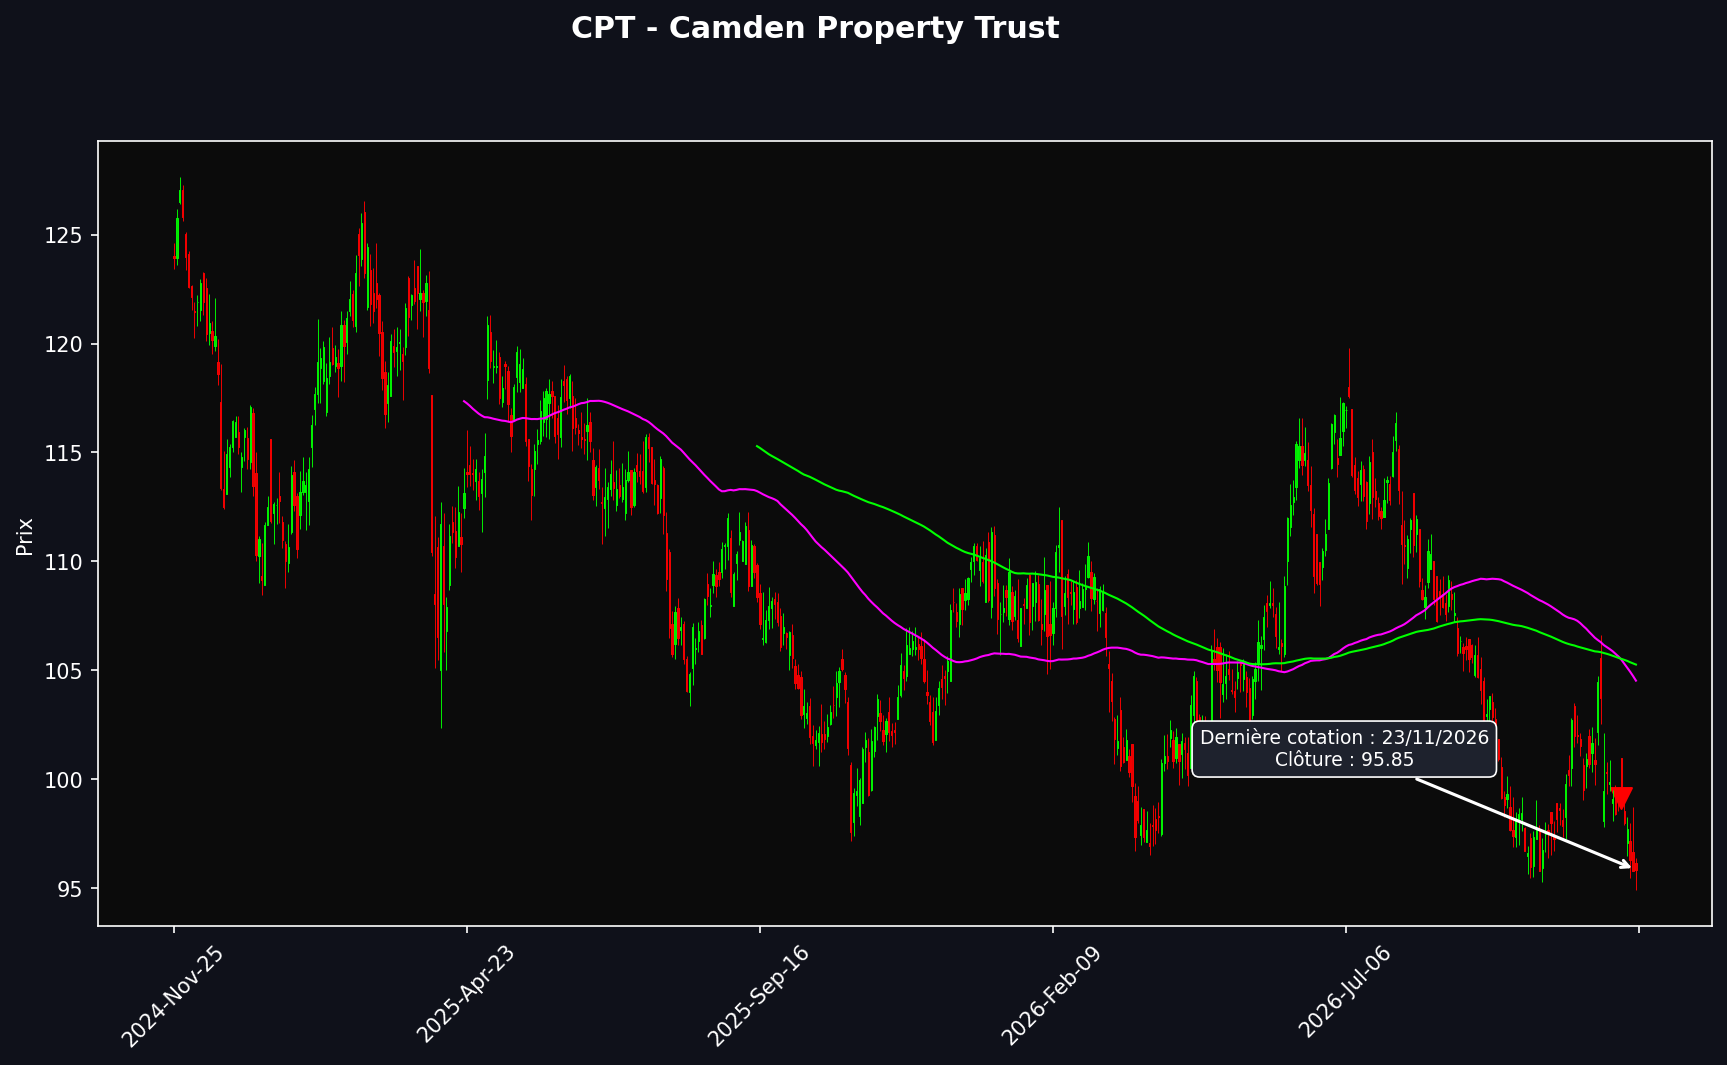 CPT - Camden Property Trust
Prix
125
120
115
110
105
100
95
Dernière cotation : 23/11/2026
Clôture : 95.85
2024-Nov-25
2025-Apr-23
2025-Sep-16
2026-Feb-09
2026-Jul-06